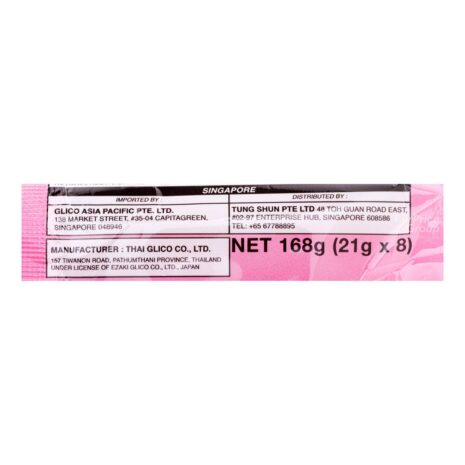 SINGAPORE
IMPORTED BY
GLICO ASIA PACIFIC PTE. LTD.
138 MARKET STREET, #35-04 CAPITAGREEN,
SINGAPORE 048946
DISTRIBUTED BY :
TUNG SHUN PTE LTD 48 TOH GUAN ROAD EAST,
#02-97 ENTERPRISE HUB, SINGAPORE 608586
TEL: +65 67788895
MANUFACTURER : THAI GLICO CO., LTD.
157 TIWANON ROAD, PATHUMTHANI PROVINCE, THAILAND
UNDER LICENSE OF EZAKI GLICO CO., LTD., JAPAN
NET 168g (21g x 8)
Group